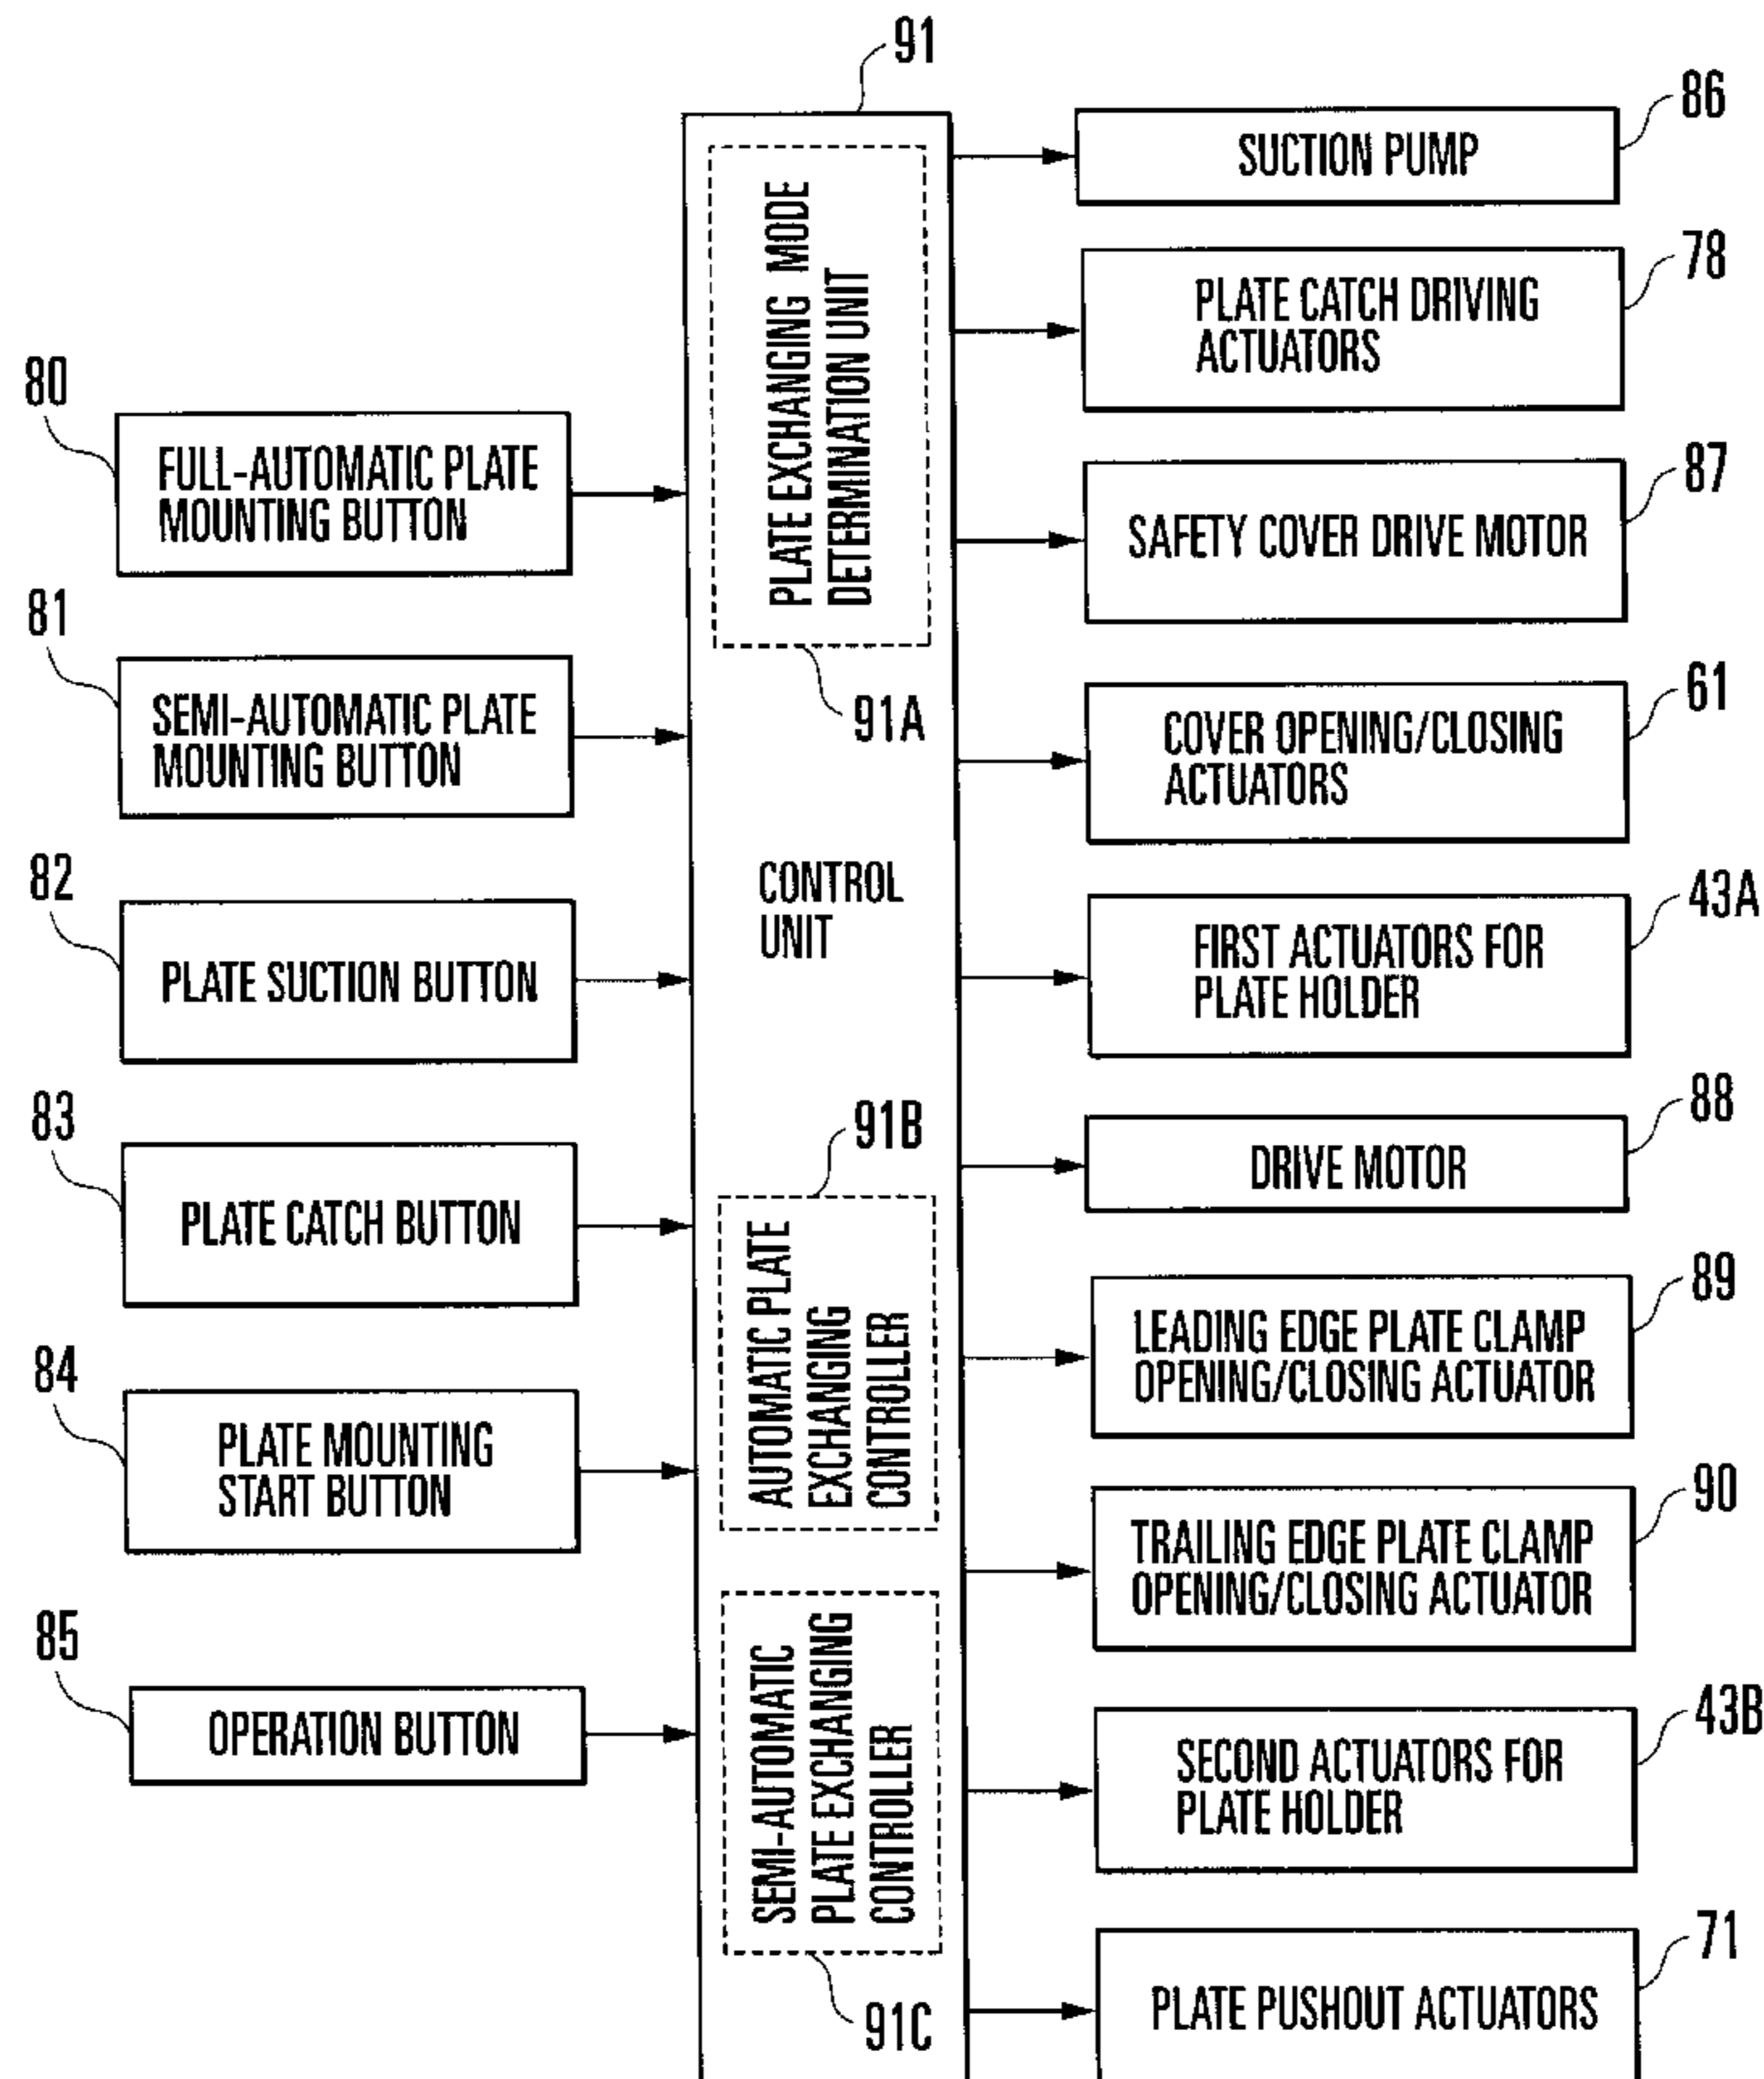 91
86
SUCTION PUMP
78
PLATE CATCH DRIVING
ACTUATORS
87
SAFETY COVER DRIVE MOTOR
61
COVER OPENING/CLOSING
ACTUATORS
43A
FIRST ACTUATORS FOR
PLATE HOLDER
88
DRIVE MOTOR
89
LEADING EDGE PLATE CLAMP
OPENING/CLOSING ACTUATOR
90
TRAILING EDGE PLATE CLAMP
OPENING/CLOSING ACTUATOR
43B
SECOND ACTUATORS FOR
PLATE HOLDER
71
PLATE PUSHOUT ACTUATORS
PLATE EXCHANGING MODE
DETERMINATION UNIT
91A
CONTROL
UNIT
91B
AUTOMATIC PLATE
EXCHANGING
CONTROLLER
SEMI-AUTOMATIC
PLATE EXCHANGING
CONTROLLER
91C
80
FULL-AUTOMATIC PLATE
MOUNTING BUTTON
81
SEMI-AUTOMATIC PLATE
MOUNTING BUTTON
82
PLATE SUCTION BUTTON
83
PLATE CATCH BUTTON
84
PLATE MOUNTING
START BUTTON
85
OPERATION BUTTON